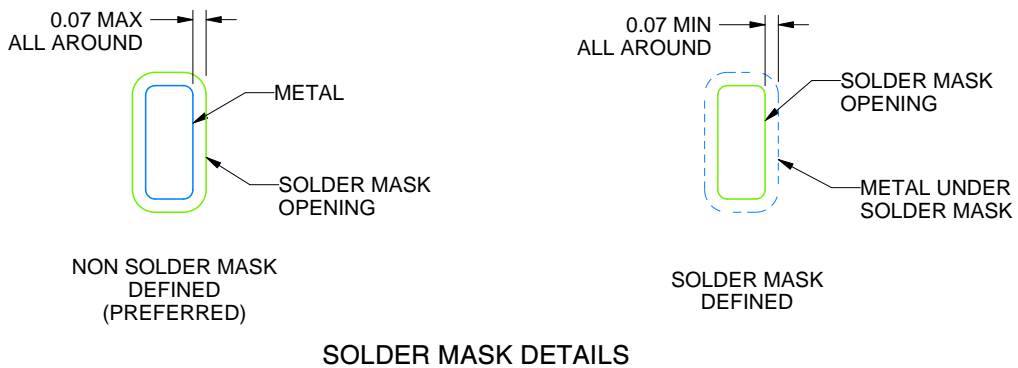 0.07 MAX
ALL AROUND
METAL
SOLDER MASK
OPENING
NON SOLDER MASK
DEFINED
(PREFERRED)
0.07 MIN
ALL AROUND
SOLDER MASK
OPENING
METAL UNDER
SOLDER MASK
SOLDER MASK
DEFINED
SOLDER MASK DETAILS